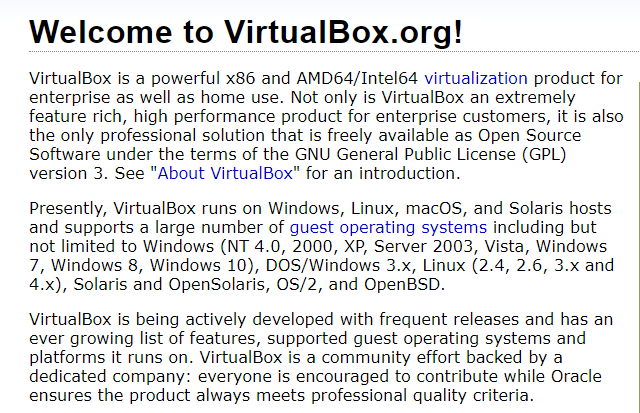 Welcome to VirtualBox.org!
VirtualBox is a powerful x86 and AMD64/Intel64 virtualization product for
enterprise as well as home use. Not only is VirtualBox an extremely
feature rich, high performance product for enterprise customers, it is also
the only professional solution that is freely available as Open Source
Software under the terms of the GNU General Public License (GPL)
version 3. See "About VirtualBox" for an introduction.
Presently, VirtualBox runs on Windows, Linux, macOS, and Solaris hosts
and supports a large number of guest operating systems including but
not limited to Windows (NT 4.0, 2000, XP, Server 2003, Vista, Windows
7, Windows 8, Windows 10), DOS/Windows 3.x, Linux (2.4, 2.6, 3.x and
4.x), Solaris and OpenSolaris, OS/2, and OpenBSD.
VirtualBox is being actively developed with frequent releases and has an
ever growing list of features, supported guest operating systems and
platforms it runs on. VirtualBox is a community effort backed by a
dedicated company: everyone is encouraged to contribute while Oracle
ensures the product always meets professional quality criteria.